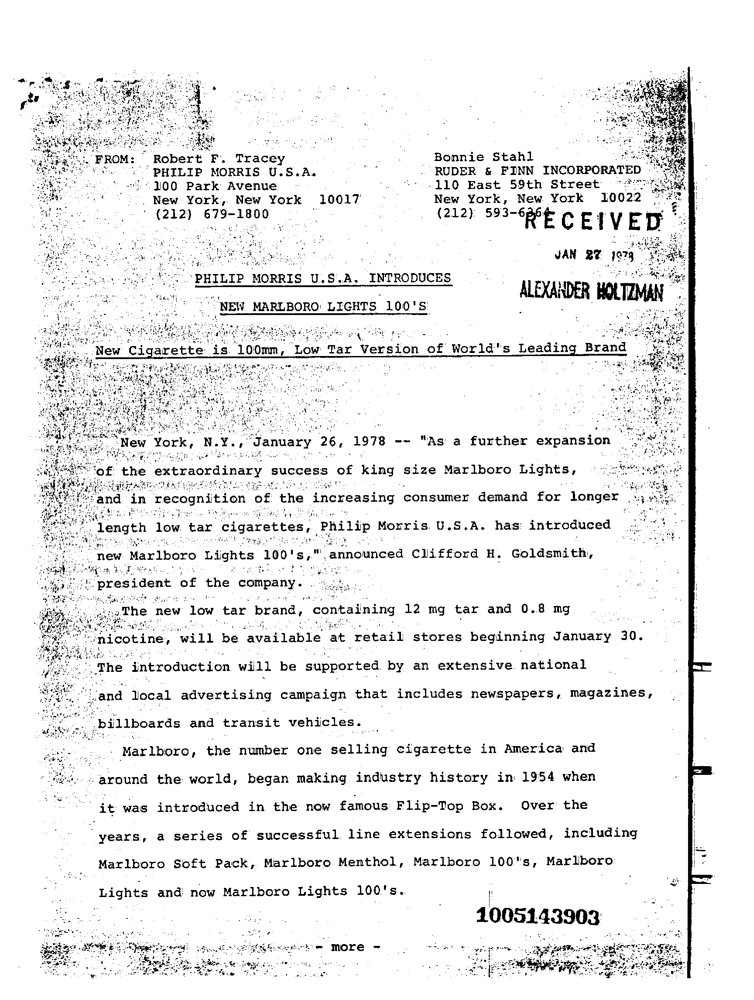 FROM: Robert F. Tracey
PHILIP MORRIS U.S.A.
100 Park Avenue
New York, New York 10017
(212) 679-1800
Bonnie Stahl
RUDER & FINN INCORPORATED
110 East 59th Street
New York, New York 10022
(212)
RECEIVED
JAN 27 1978
ALEXANDER HOLTZMAN
PHILIP MORRIS U.S.A. INTRODUCES
NEW MARLBORO LIGHTS 100'S
New Cigarette is 100mm, Low Tar Version of World's Leading Brand
New York, N.Y., January 26, 1978 -- "As a further expansion
of the extraordinary success of king size Marlboro Lights,
and in recognition of the increasing consumer demand for longer
length low tar cigarettes, Philip Morris U.S.A. has introduced
new Marlboro Lights 100's," announced Clifford H. Goldsmith,
president of the company.
The new low tar brand, containing 12 mg tar and 0.8 mg
nicotine, will be available at retail stores beginning January 30.
The introduction will be supported by an extensive national
and local advertising campaign that includes newspapers, magazines,
billboards and transit vehicles.
Marlboro, the number one selling cigarette in America and
around the world, began making industry history in 1954 when
it was introduced in the now famous Flip-Top Box. Over the
years, a series of successful line extensions followed, including
Marlboro Soft Pack, Marlboro Menthol, Marlboro 100's, Marlboro
Lights and now Marlboro Lights 100's.
1005143903
- more -